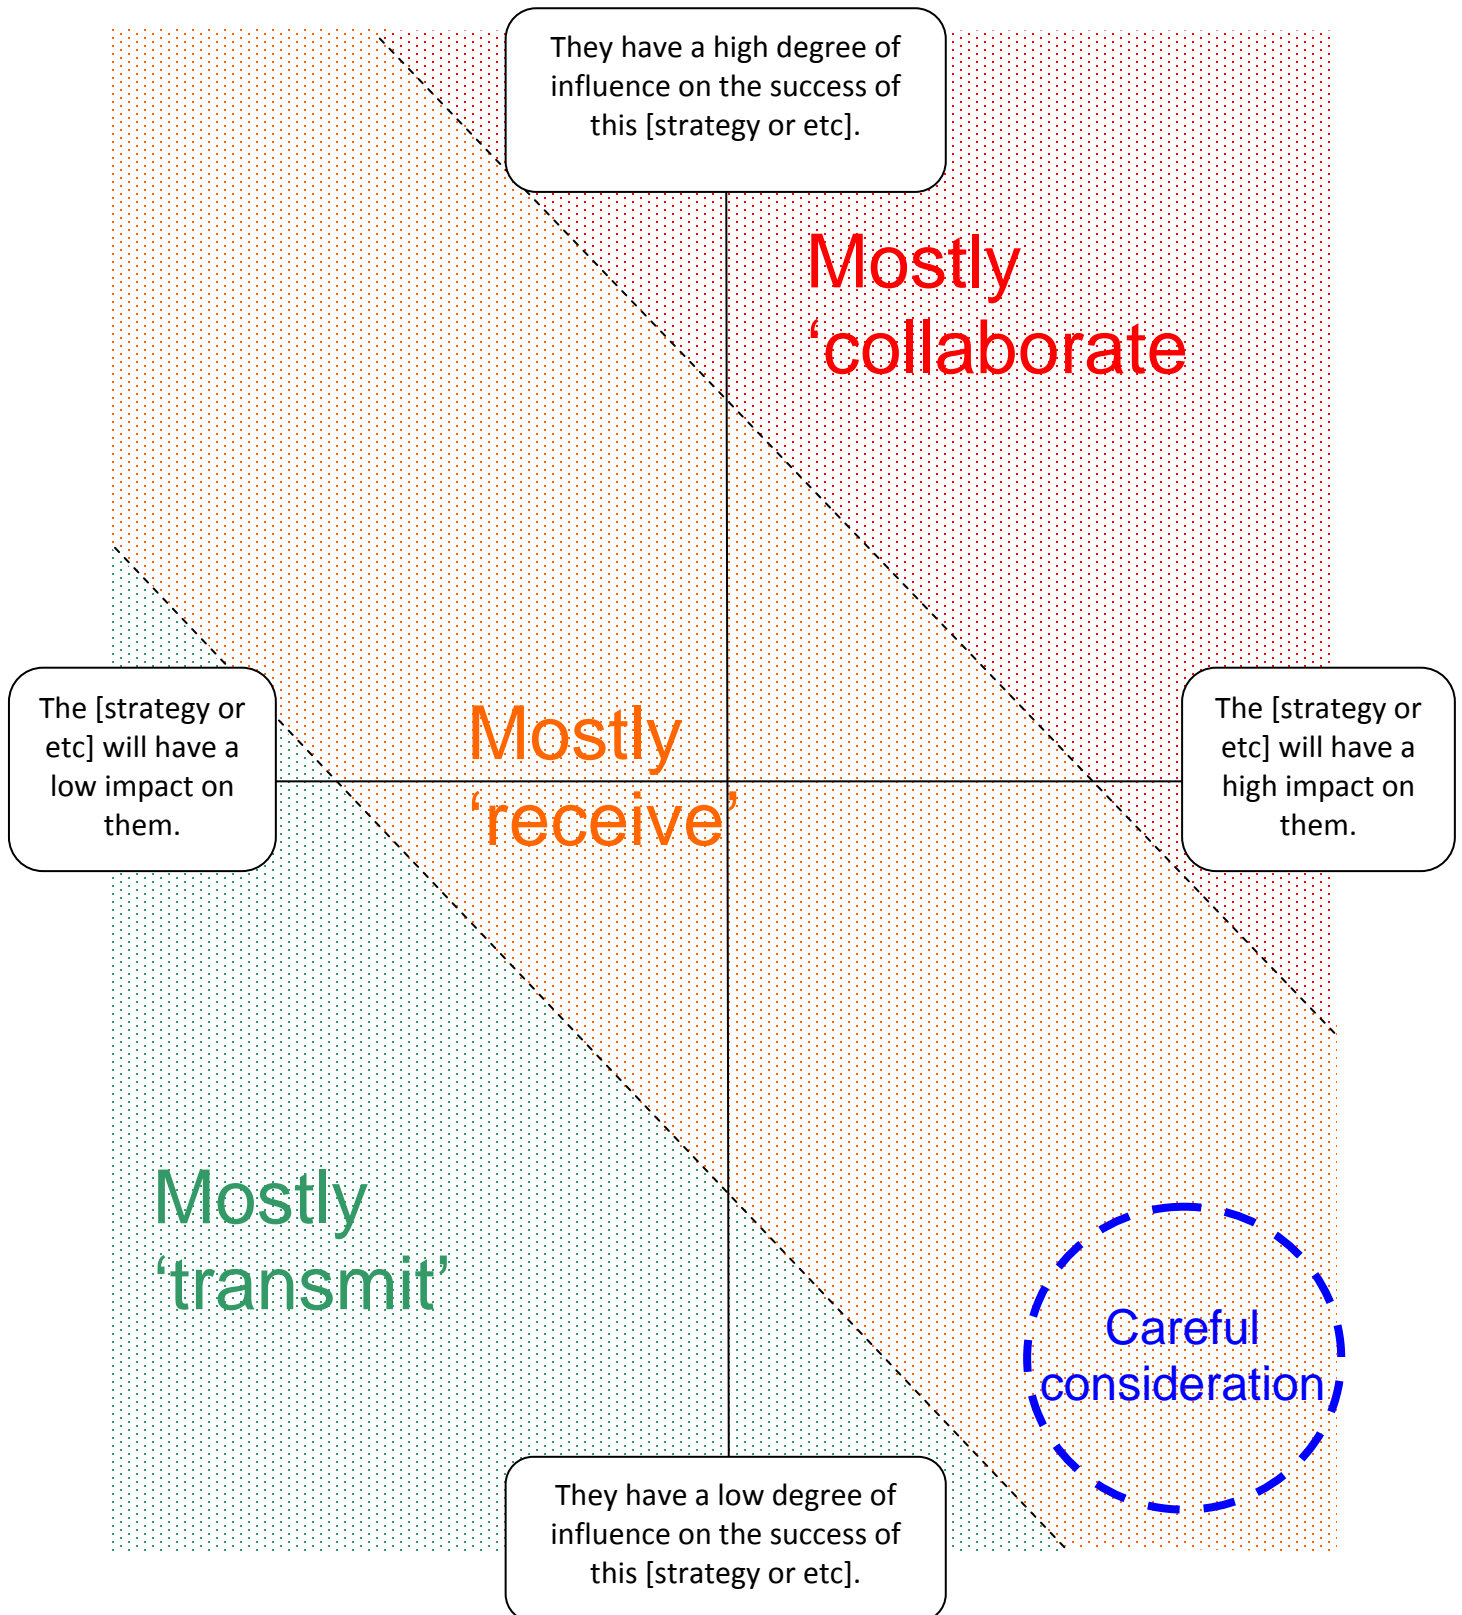 They have a high degree of
influence on the success of
this [strategy or etc].
Mostly
‘collaborate
The [strategy or
etc] will have a
low impact on
them.
Mostly
‘receive’
The [strategy or
etc] will have a
high impact on
them.
Mostly
‘transmit’
Careful
consideration
They have a low degree of
influence on the success of
this [strategy or etc].